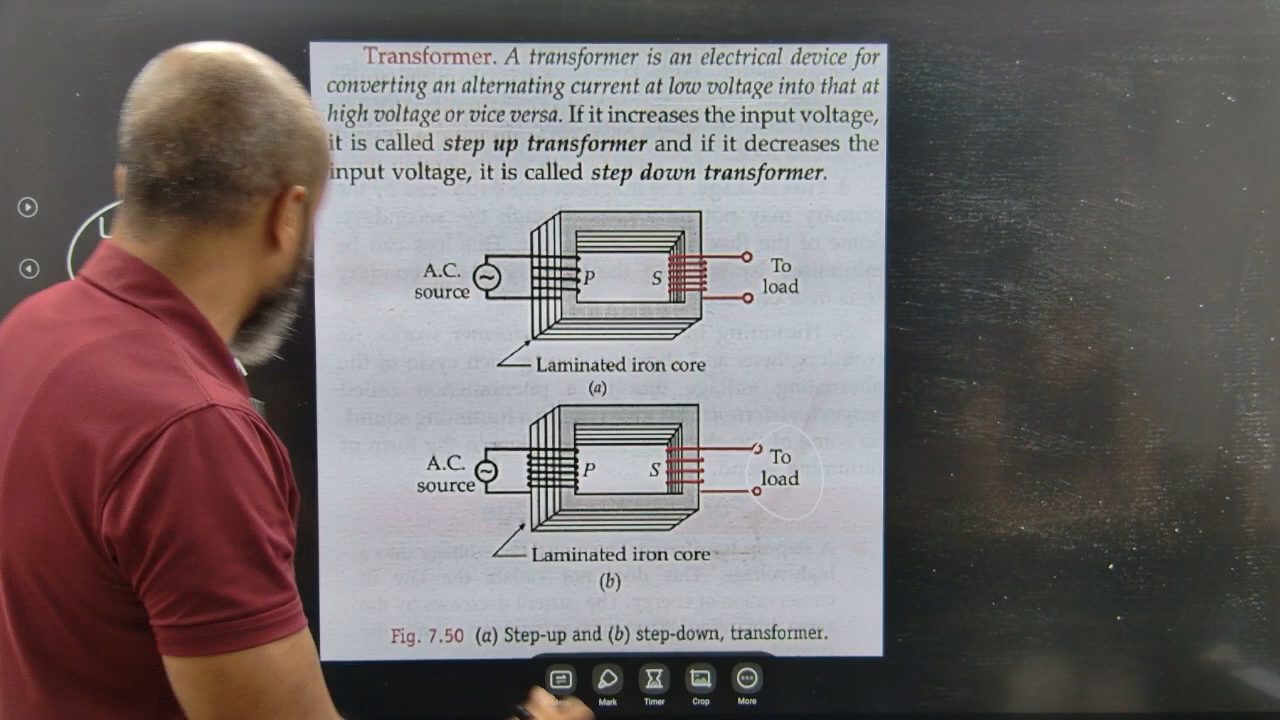 Transformer. A transformer is an electrical device for
converting an alternating current at low voltage into that at
high voltage or vice versa. If it increases the input voltage,
it is called step up transformer and if it decreases the
input voltage, it is called step down transformer.
A.C.
source
P
S
To
load
Laminated iron core
(a)
A.C.
source
P
S
To
load
Laminated iron core
(b)
Fig. 7.50 (a) Step-up and (b) step-down, transformer.
Mark
Timer
Crop
More